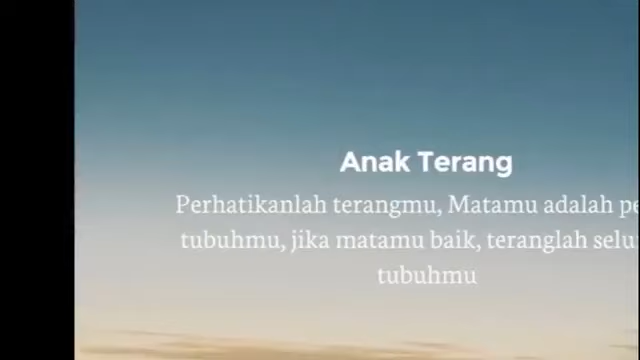 Anak Terang
Perhatikanlah terangmu, Matamu adalah
tubuhmu, jika matamu baik, teranglah
tubuhmu